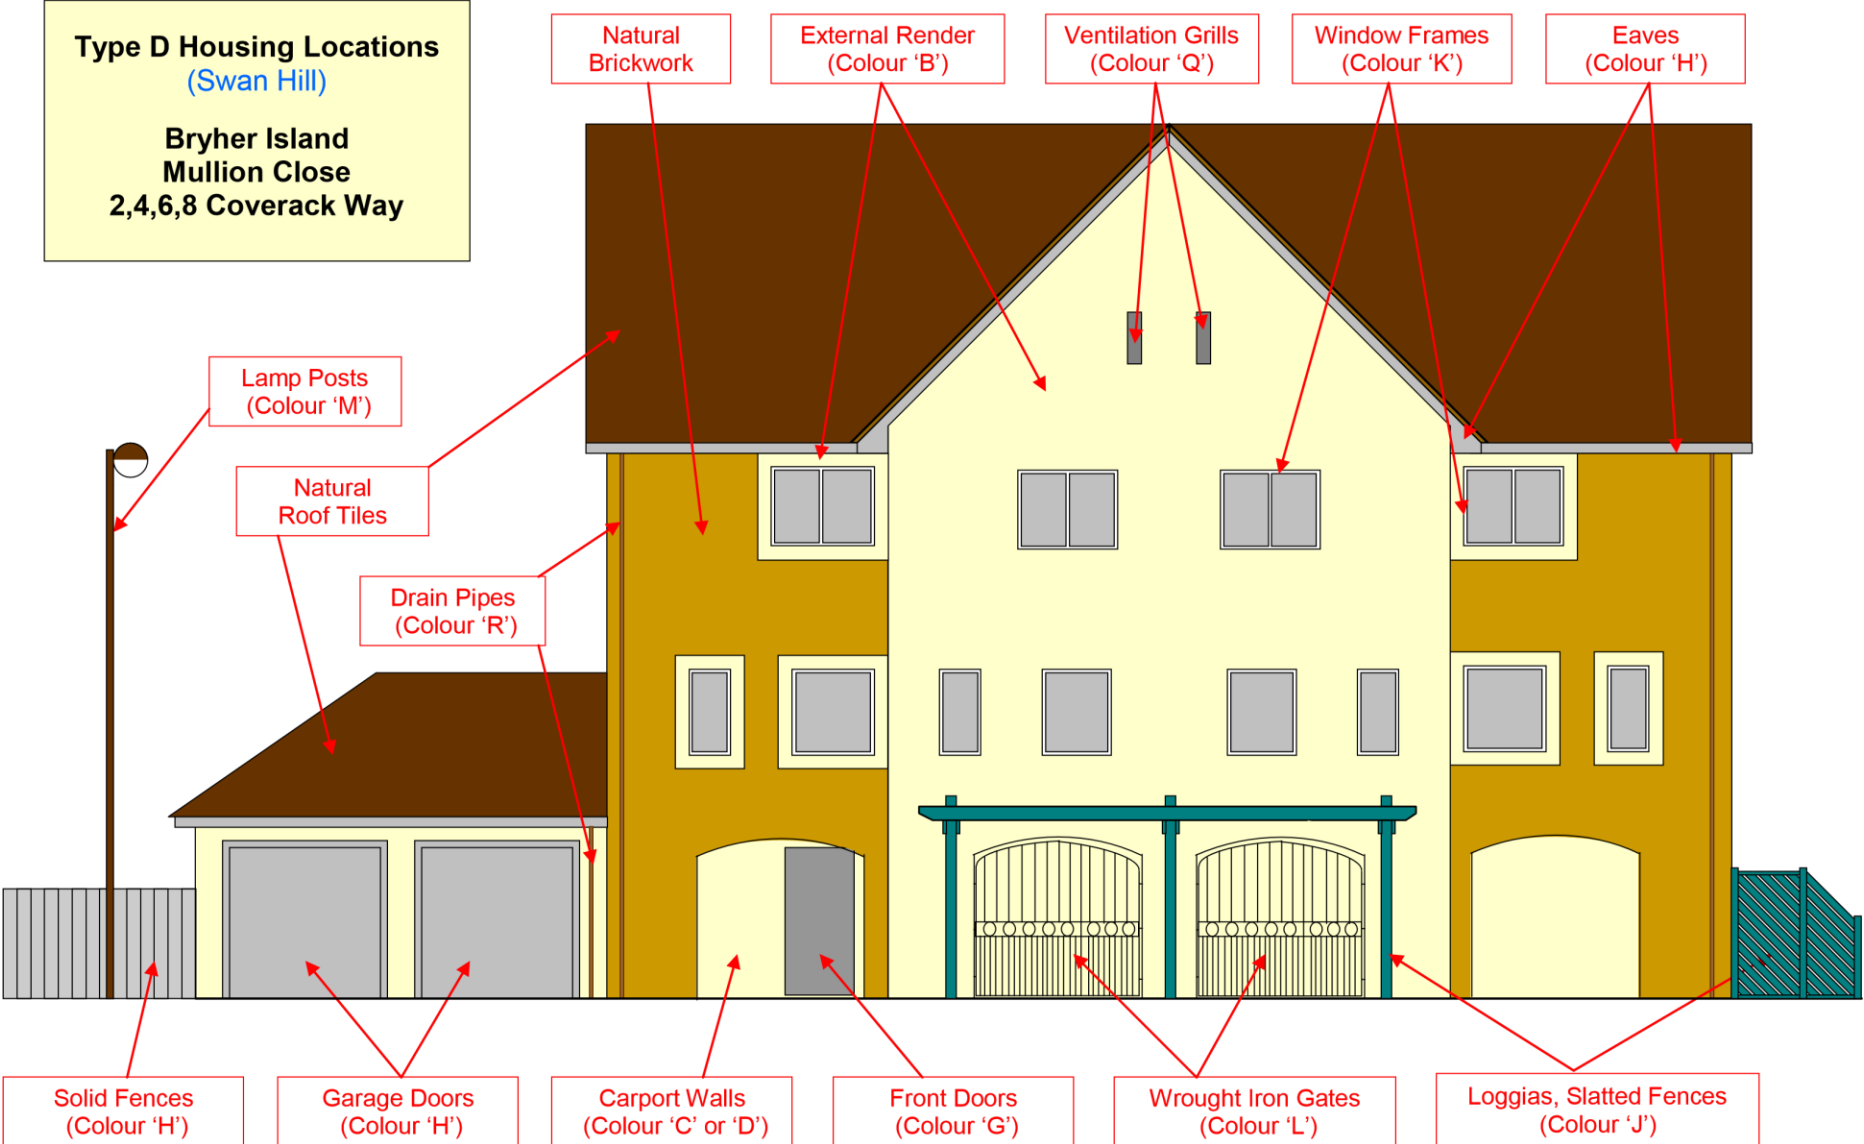 Type D Housing Locations
(Swan Hill)
Bryher Island
Mullion Close
2,4,6,8 Coverack Way
Natural
Brickwork
External Render
(Colour ‘B’)
Ventilation Grills
(Colour ‘Q’)
Window Frames
(Colour ‘K’)
Eaves
(Colour ‘H’)
Lamp Posts
(Colour ‘M’)
Natural
Roof Tiles
Drain Pipes
(Colour ‘R’)
Solid Fences
(Colour ‘H’)
Garage Doors
(Colour ‘H’)
Carport Walls
(Colour ‘C’ or ‘D’)
Front Doors
(Colour ‘G’)
Wrought Iron Gates
(Colour ‘L’)
Loggias, Slatted Fences
(Colour ‘J’)